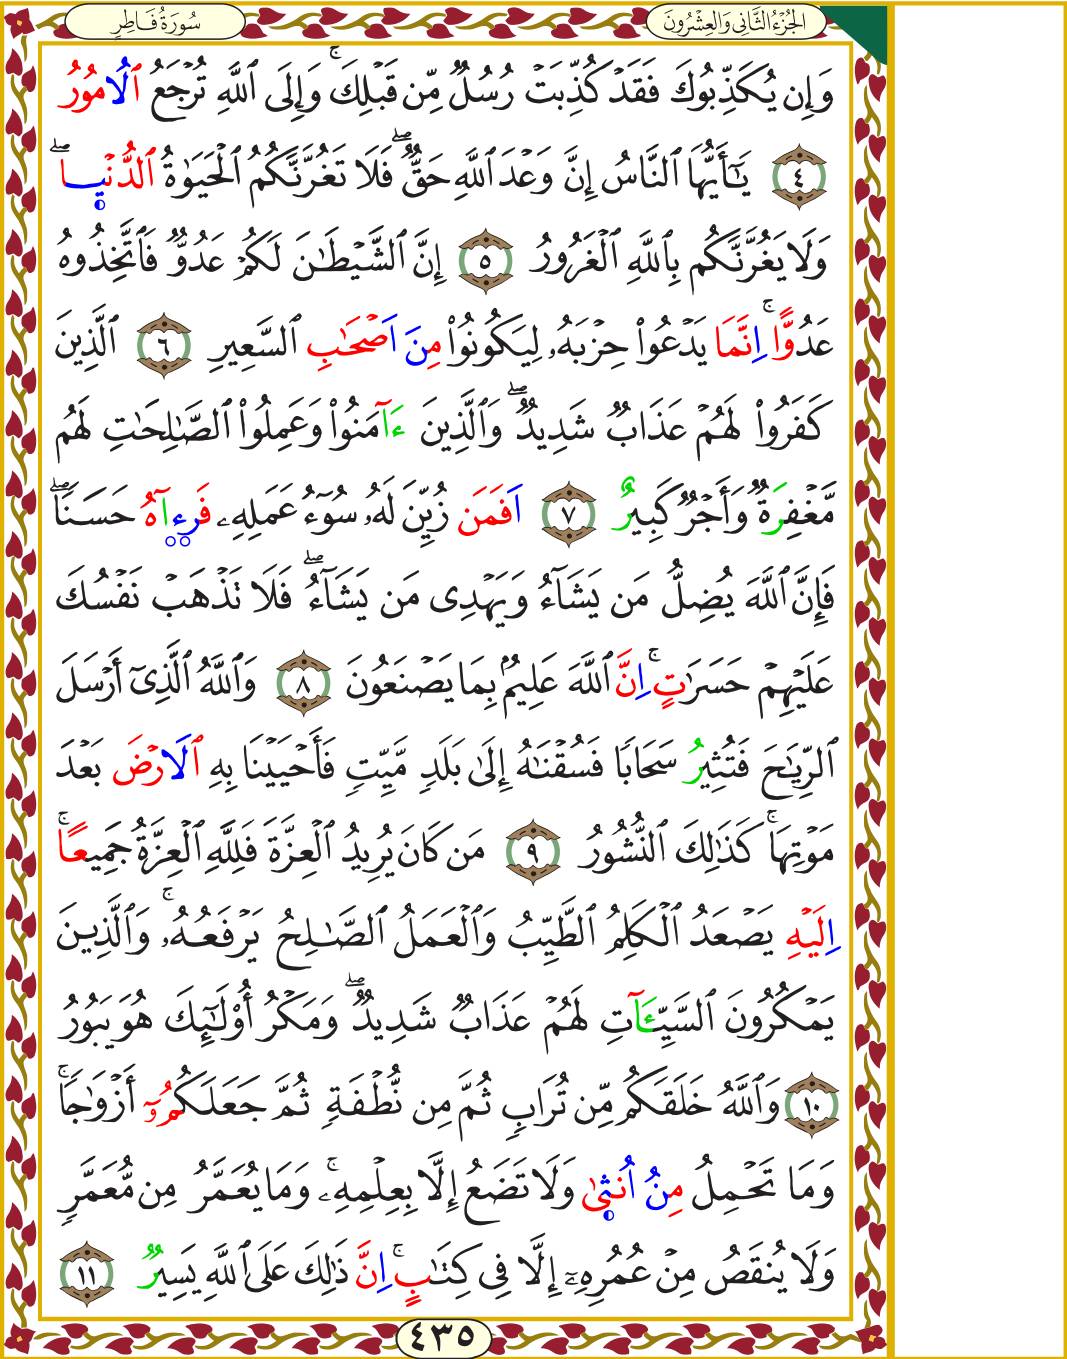 الجُزْءُ الثَّانِي وَالعِشْرُونَ
سُورَةُ فَاطِرٍ
وَإِن يُكَذِّبُوكَ فَقَدْ كُذِّبَتْ رُسُلٌ مِّن قَبْلِكَۚ وَإِلَى ٱللَّهِ تُرْجَعُ ٱلُامُورُ
٤ يَٰٓأَيُّهَا ٱلنَّاسُ إِنَّ وَعْدَ ٱللَّهِ حَقٌّۖ فَلَا تَغُرَّنَّكُمُ ٱلْحَيَوٰةُ ٱلدُّنْيٜاۖ
وَلَا يَغُرَّنَّكُم بِٱللَّهِ ٱلْغَرُورُ ٥ إِنَّ ٱلشَّيْطَٰنَ لَكُمْ عَدُوٌّ فَٱتَّخِذُوهُ
عَدُوًّاۚ اِنَّمَا يَدْعُوا۟ حِزْبَهُۥ لِيَكُونُوا۟ مِنَ اَصْحَٰبِ ٱلسَّعِيرِ ٦ ٱلَّذِينَ
كَفَرُوا۟ لَهُمْ عَذَابٌ شَدِيدٌۖ وَٱلَّذِينَ ءَآمَنُوا۟ وَعَمِلُوا۟ ٱلصَّٰلِحَٰتِ لَهُم
مَّغْفِرَةٌ وَأَجْرٌ كَبِيرٌ ٧ اَفَمَن زُيِّنَ لَهُۥ سُوٓءُ عَمَلِهِۦ فَرِءٜآهُ حَسَنًاۖ
فَإِنَّ ٱللَّهَ يُضِلُّ مَن يَشَآءُ وَيَهْدِى مَن يَشَآءُۖ فَلَا تَذْهَبْ نَفْسُكَ
عَلَيْهِمْ حَسَرَٰتٍۚ اِنَّ ٱللَّهَ عَلِيمٌۢ بِمَا يَصْنَعُونَ ٨ وَٱللَّهُ ٱلَّذِىٓ أَرْسَلَ
ٱلرِّيَٰحَ فَتُثِيرُ سَحَابًا فَسُقْنَٰهُ إِلَىٰ بَلَدٍ مَّيِّتٍ فَأَحْيَيْنَا بِهِ ٱلَارْضَ بَعْدَ
مَوْتِهَاۚ كَذَٰلِكَ ٱلنُّشُورُ ٩ مَن كَانَ يُرِيدُ ٱلْعِزَّةَ فَلِلَّهِ ٱلْعِزَّةُ جَمِيعًاۚ
اِلَيْهِ يَصْعَدُ ٱلْكَلِمُ ٱلطَّيِّبُ وَٱلْعَمَلُ ٱلصَّٰلِحُ يَرْفَعُهُۥۚ وَٱلَّذِينَ
يَمْكُرُونَ ٱلسَّيِّـَٔآتِ لَهُمْ عَذَابٌ شَدِيدٌۖ وَمَكْرُ أُو۟لَٰٓئِكَ هُوَ يَبُورُ
١٠ وَٱللَّهُ خَلَقَكُم مِّن تُرَابٍ ثُمَّ مِن نُّطْفَةٍ ثُمَّ جَعَلَكُمُۥٓ أَزْوَٰجًاۚ
وَمَا تَحْمِلُ مِنُ اُنثٜىٰ وَلَا تَضَعُ إِلَّا بِعِلْمِهِۦۚ وَمَا يُعَمَّرُ مِن مُّعَمَّرٍ
وَلَا يُنقَصُ مِنْ عُمُرِهِۦٓ إِلَّا فِى كِتَٰبٍۚ اِنَّ ذَٰلِكَ عَلَى ٱللَّهِ يَسِيرٌ ١١
٤٣٥